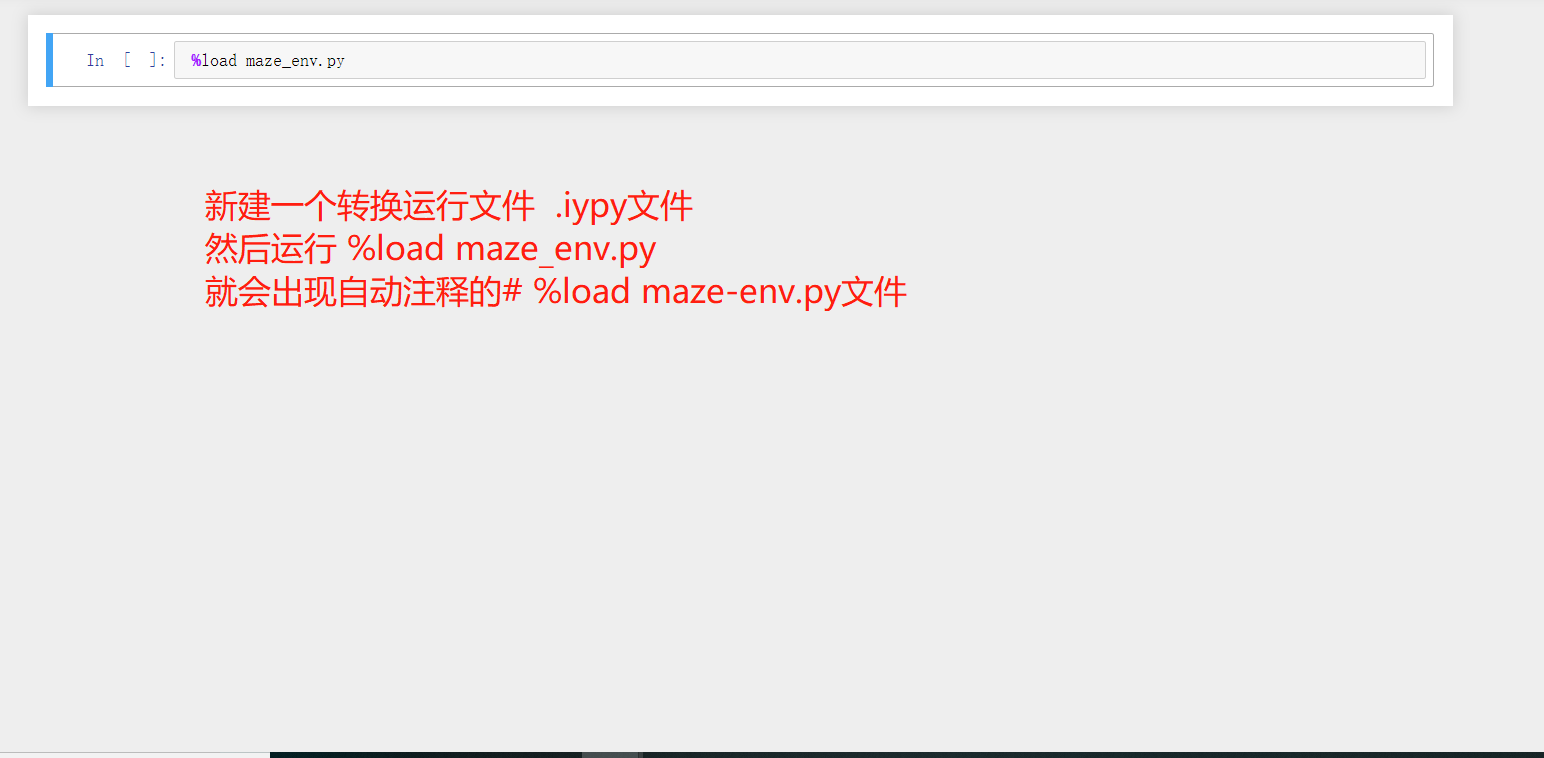 In [ ]: %load maze_env.py
新建一个转换运行文件 .iypy文件
然后运行 %load maze_env.py
就会出现自动注释的# %load maze-env.py文件